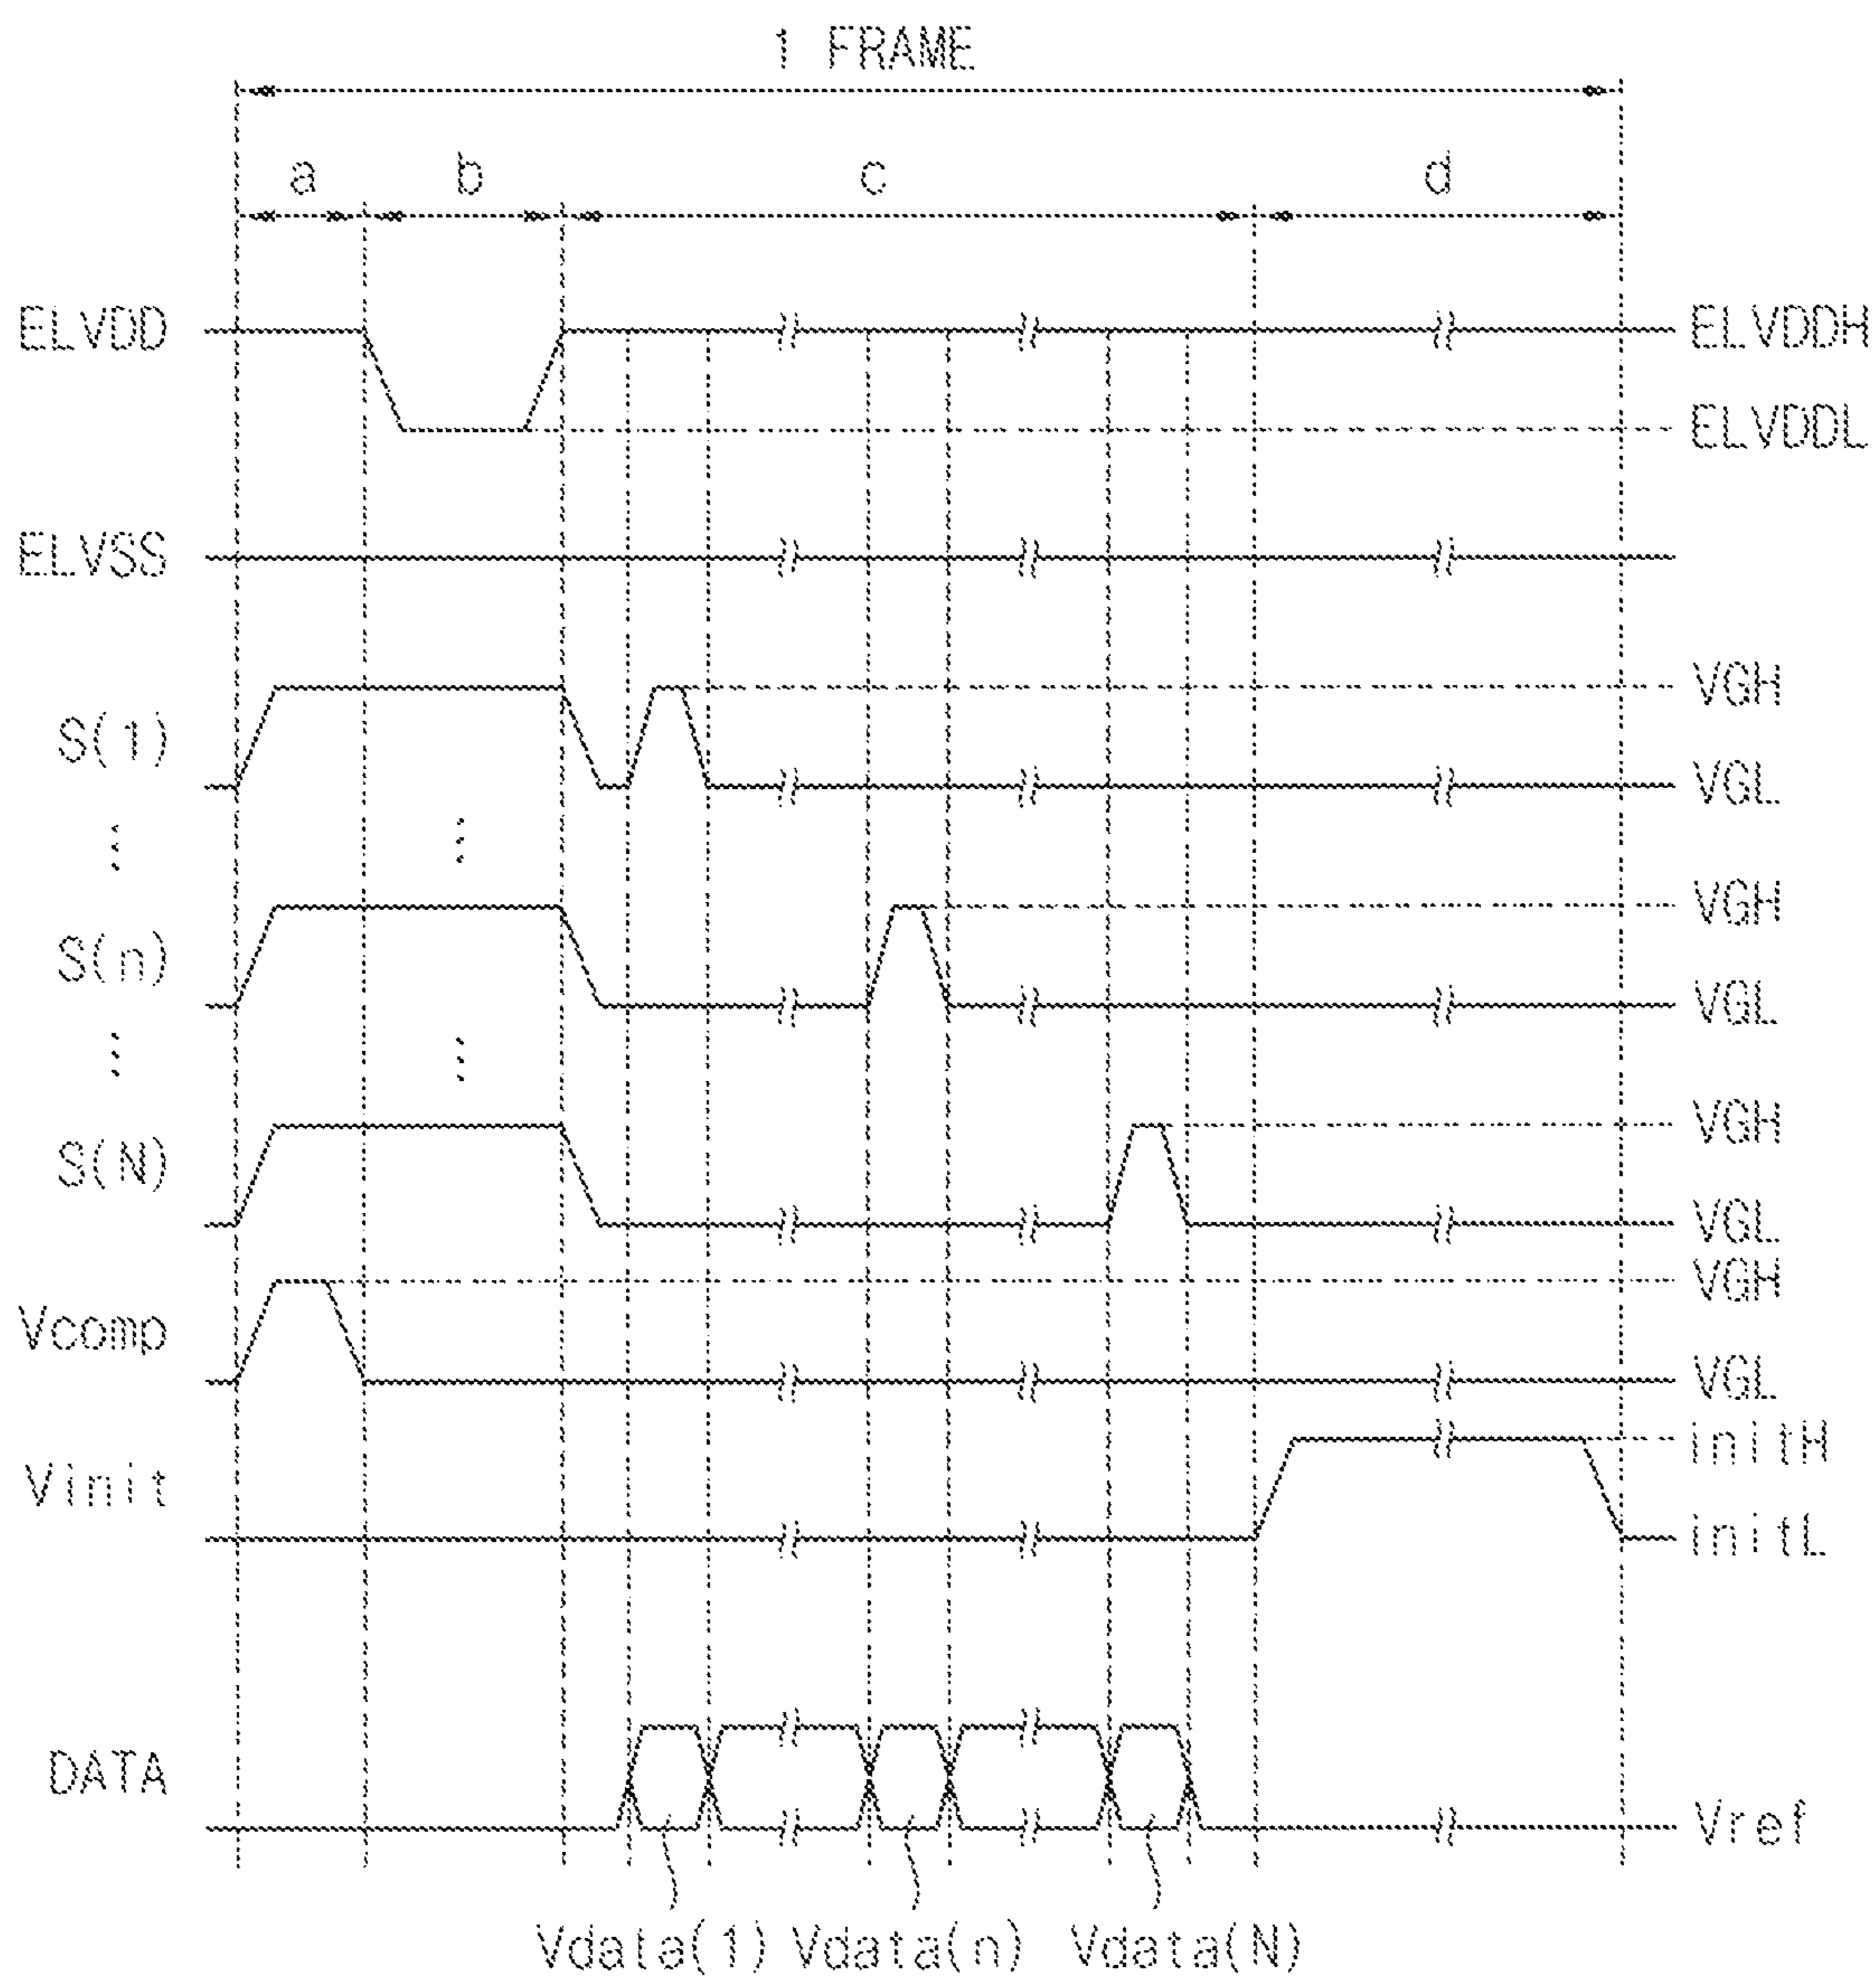 1 FRAME
a b c d
ELVDD ELVDDH
ELVDDL
ELVSS
VGH
S(1)
VGL
VGH
S(n)
VGL
VGH
S(N)
VGL
VGH
Vcomp
VGL
initH
Vinit
initL
DATA
Vref
Vdata(1) Vdata(n) Vdata(N)